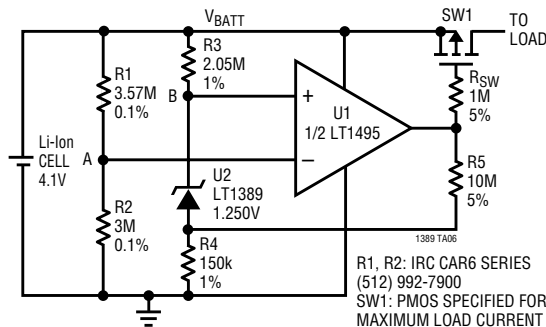 V_BATT
SW1
TO
LOAD
R3
2.05M
1%
R1
3.57M
0.1%
B
+
U1
1/2 LT1495
R_SW
1M
5%
Li-Ion
CELL
4.1V
A
–
U2
LT1389
1.250V
R5
10M
5%
R2
3M
0.1%
R4
150k
1%
1389 TA06
R1, R2: IRC CAR6 SERIES
(512) 992-7900
SW1: PMOS SPECIFIED FOR
MAXIMUM LOAD CURRENT